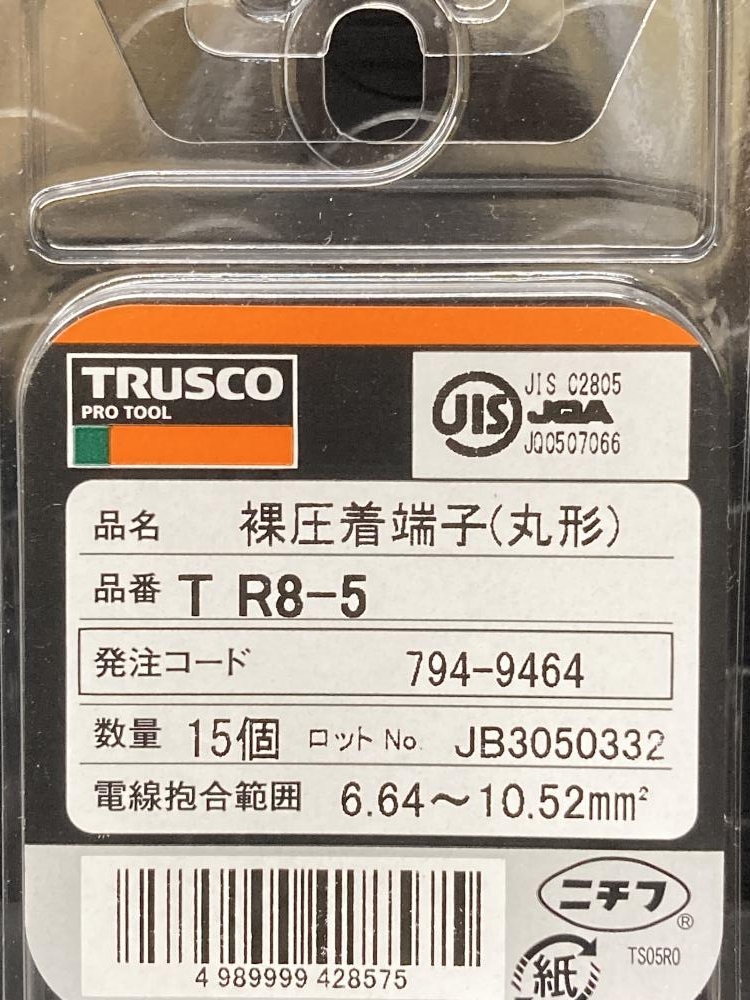 TRUSCO
PRO TOOL
JIS
JIS C2805
JQA
JQ0507066
品名 裸圧着端子(丸形)
品番 T R8-5
発注コード 794-9464
数量 15個 ロットNo. JB3050332
電線抱合範囲 6.64～10.52mm²
ニチフ
®
TS05R0
4 989999 428575
紙